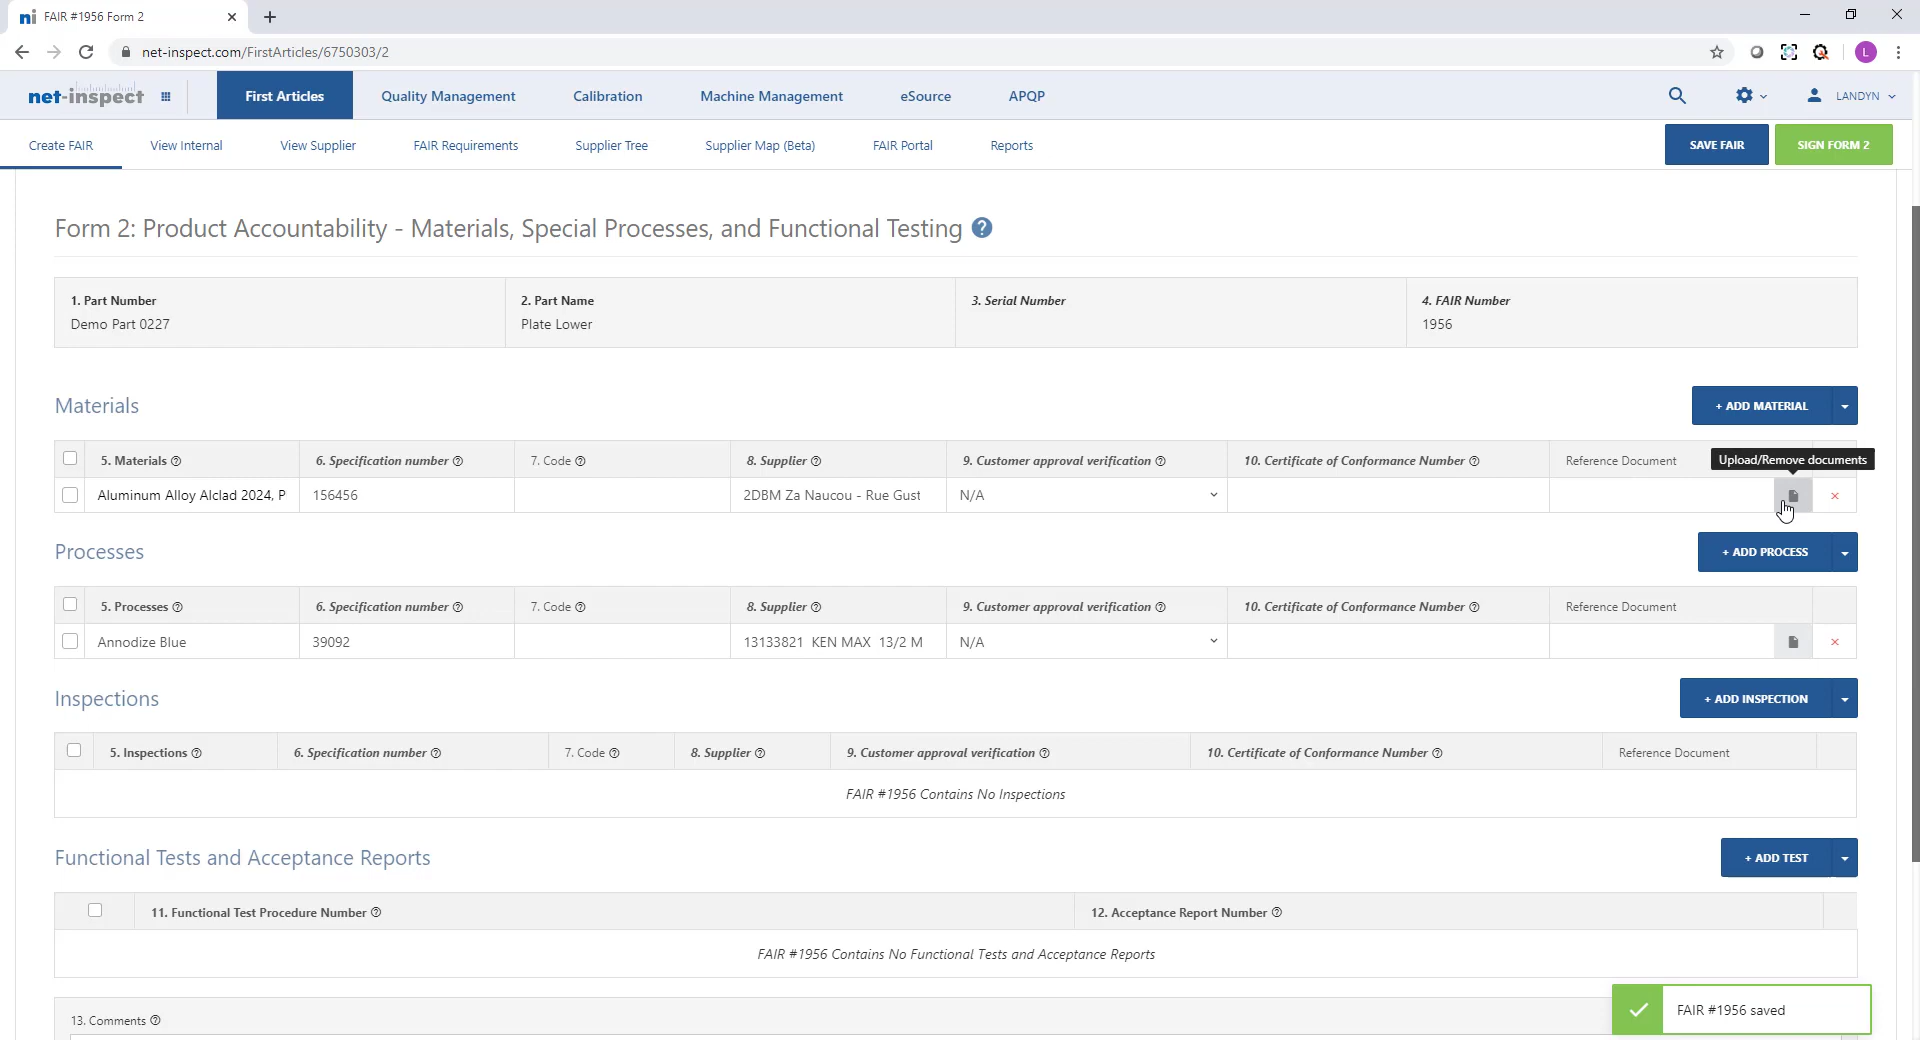 FAIR #1956 Form 2
net-inspect.com/FirstArticles/6750303/2
L
net-inspect
First Articles
Quality Management
Calibration
Machine Management
eSource
APQP
LANDYN
Create FAIR
View Internal
View Supplier
FAIR Requirements
Supplier Tree
Supplier Map (Beta)
FAIR Portal
Reports
SAVE FAIR
SIGN FORM 2
Form 2: Product Accountability - Materials, Special Processes, and Functional Testing
1. Part Number
Demo Part 0227
2. Part Name
Plate Lower
3. Serial Number
4. FAIR Number
1956
Materials
+ ADD MATERIAL
5. Materials
6. Specification number
7. Code
8. Supplier
9. Customer approval verification
10. Certificate of Conformance Number
Reference Document
Upload/Remove documents
Aluminum Alloy Alclad 2024, P
156456
2DBM Za Naucou - Rue Gust
N/A
Processes
+ ADD PROCESS
5. Processes
6. Specification number
7. Code
8. Supplier
9. Customer approval verification
10. Certificate of Conformance Number
Reference Document
Annodize Blue
39092
13133821 KEN MAX 13/2 M
N/A
Inspections
+ ADD INSPECTION
5. Inspections
6. Specification number
7. Code
8. Supplier
9. Customer approval verification
10. Certificate of Conformance Number
Reference Document
FAIR #1956 Contains No Inspections
Functional Tests and Acceptance Reports
+ ADD TEST
11. Functional Test Procedure Number
12. Acceptance Report Number
FAIR #1956 Contains No Functional Tests and Acceptance Reports
13. Comments
FAIR #1956 saved